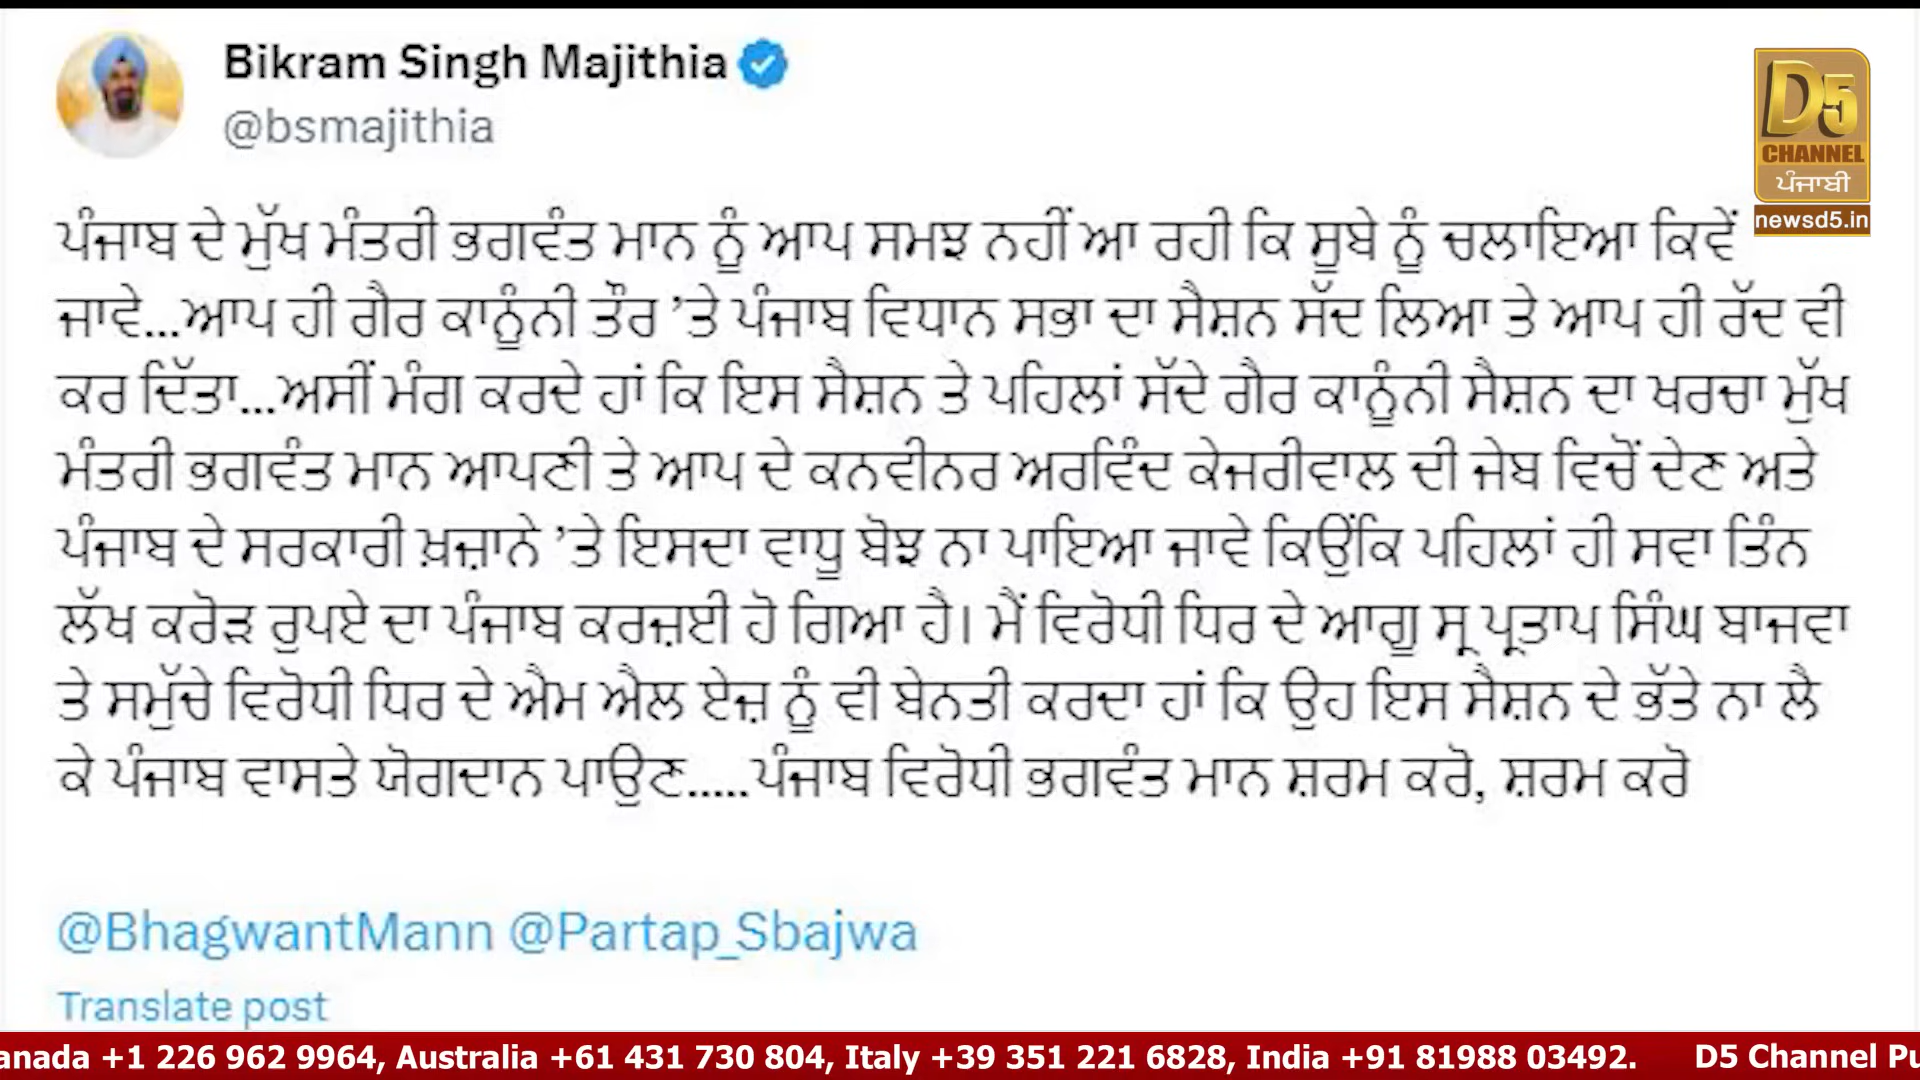 Bikram Singh Majithia
@bsmajithia
D5
CHANNEL
ਪੰਜਾਬੀ
newsd5.in
ਪੰਜਾਬ ਦੇ ਮੁੱਖ ਮੰਤਰੀ ਭਗਵੰਤ ਮਾਨ ਨੂੰ ਆਪ ਸਮਝ ਨਹੀਂ ਆ ਰਹੀ ਕਿ ਸੂਬੇ ਨੂੰ ਚਲਾਇਆ ਕਿਵੇਂ
ਜਾਵੇ...ਆਪ ਹੀ ਗੈਰ ਕਾਨੂੰਨੀ ਤੌਰ ’ਤੇ ਪੰਜਾਬ ਵਿਧਾਨ ਸਭਾ ਦਾ ਸੈਸ਼ਨ ਸੱਦ ਲਿਆ ਤੇ ਆਪ ਹੀ ਰੱਦ ਵੀ
ਕਰ ਦਿੱਤਾ...ਅਸੀਂ ਮੰਗ ਕਰਦੇ ਹਾਂ ਕਿ ਇਸ ਸੈਸ਼ਨ ਤੇ ਪਹਿਲਾਂ ਸੱਦੇ ਗੈਰ ਕਾਨੂੰਨੀ ਸੈਸ਼ਨ ਦਾ ਖਰਚਾ ਮੁੱਖ
ਮੰਤਰੀ ਭਗਵੰਤ ਮਾਨ ਆਪਣੀ ਤੇ ਆਪ ਦੇ ਕਨਵੀਨਰ ਅਰਵਿੰਦ ਕੇਜਰੀਵਾਲ ਦੀ ਜੇਬ ਵਿਚੋਂ ਦੇਣ ਅਤੇ
ਪੰਜਾਬ ਦੇ ਸਰਕਾਰੀ ਖ਼ਜ਼ਾਨੇ ’ਤੇ ਇਸਦਾ ਵਾਧੂ ਬੋਝ ਨਾ ਪਾਇਆ ਜਾਵੇ ਕਿਉਂਕਿ ਪਹਿਲਾਂ ਹੀ ਸਵਾ ਤਿੰਨ
ਲੱਖ ਕਰੋੜ ਰੁਪਏ ਦਾ ਪੰਜਾਬ ਕਰਜ਼ਈ ਹੋ ਗਿਆ ਹੈ। ਮੈਂ ਵਿਰੋਧੀ ਧਿਰ ਦੇ ਆਗੂ ਸ੍ਰ ਪ੍ਰਤਾਪ ਸਿੰਘ ਬਾਜਵਾ
ਤੇ ਸਮੁੱਚੇ ਵਿਰੋਧੀ ਧਿਰ ਦੇ ਐਮ ਐਲ ਏਜ਼ ਨੂੰ ਵੀ ਬੇਨਤੀ ਕਰਦਾ ਹਾਂ ਕਿ ਉਹ ਇਸ ਸੈਸ਼ਨ ਦੇ ਭੱਤੇ ਨਾ ਲੈ
ਕੇ ਪੰਜਾਬ ਵਾਸਤੇ ਯੋਗਦਾਨ ਪਾਉਣ.....ਪੰਜਾਬ ਵਿਰੋਧੀ ਭਗਵੰਤ ਮਾਨ ਸ਼ਰਮ ਕਰੋ, ਸ਼ਰਮ ਕਰੋ
@BhagwantMann @Partap_Sbajwa
Translate post
anada +1 226 962 9964, Australia +61 431 730 804, Italy +39 351 221 6828, India +91 81988 03492. D5 Channel Pu